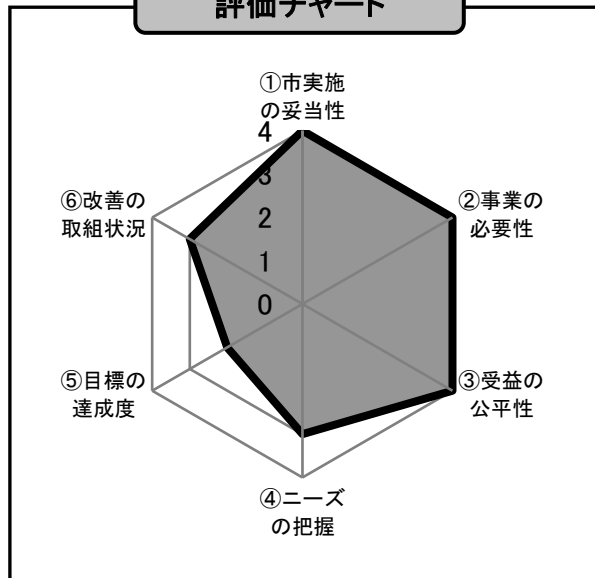 評価チャート
①市実施
の妥当性
4
3
2
1
0
②事業の
必要性
③受益の
公平性
④ニーズ
の把握
⑤目標の
達成度
⑥改善の
取組状況